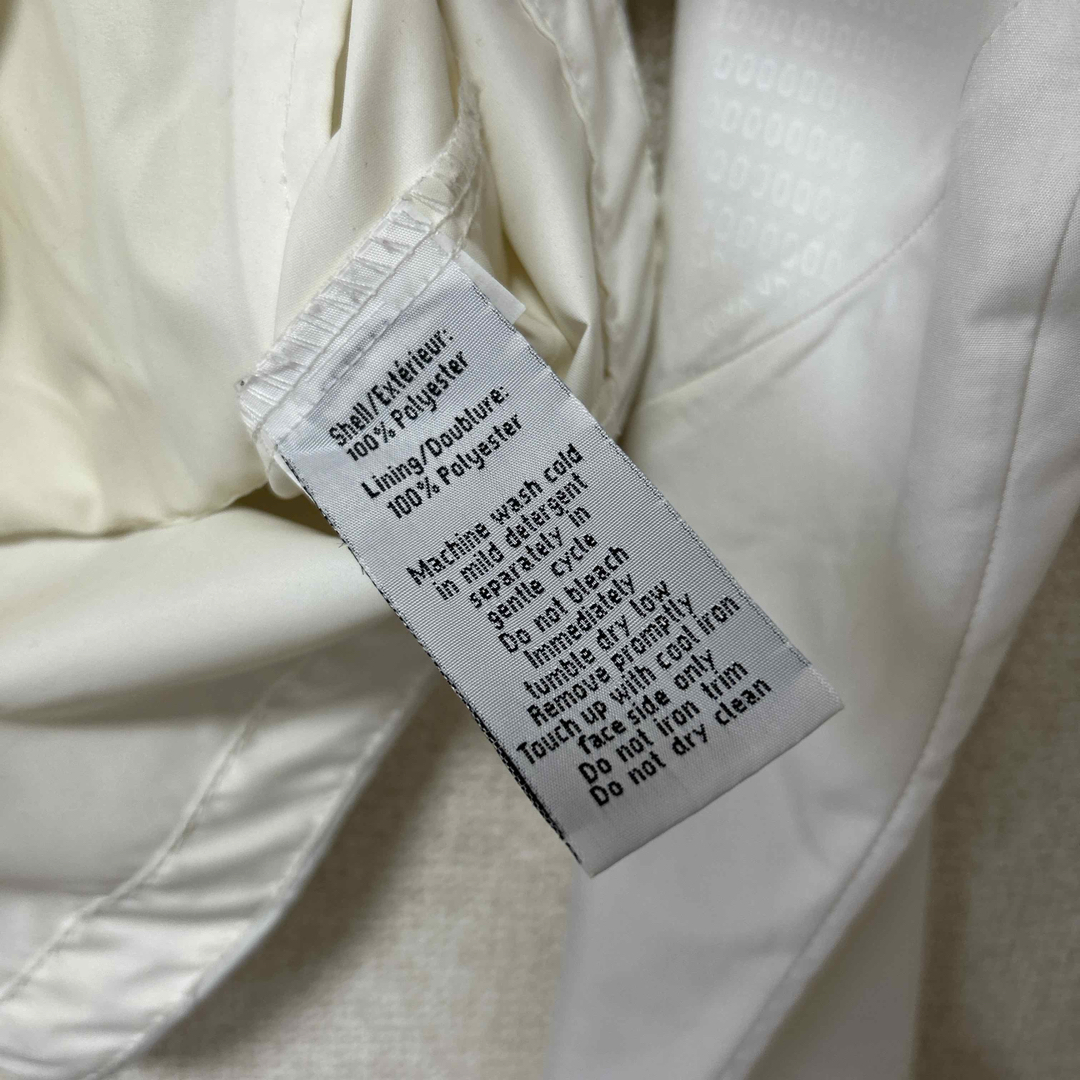 Shell/Extérieur:
100% Polyester
Lining/Doublure:
100% Polyester
Machine wash cold
in mild detergent
separately in
gentle cycle
Do not bleach
Immediately
tumble dry low
Remove promptly
Touch up with cool iron
face side only
Do not iron trim
Do not dry clean